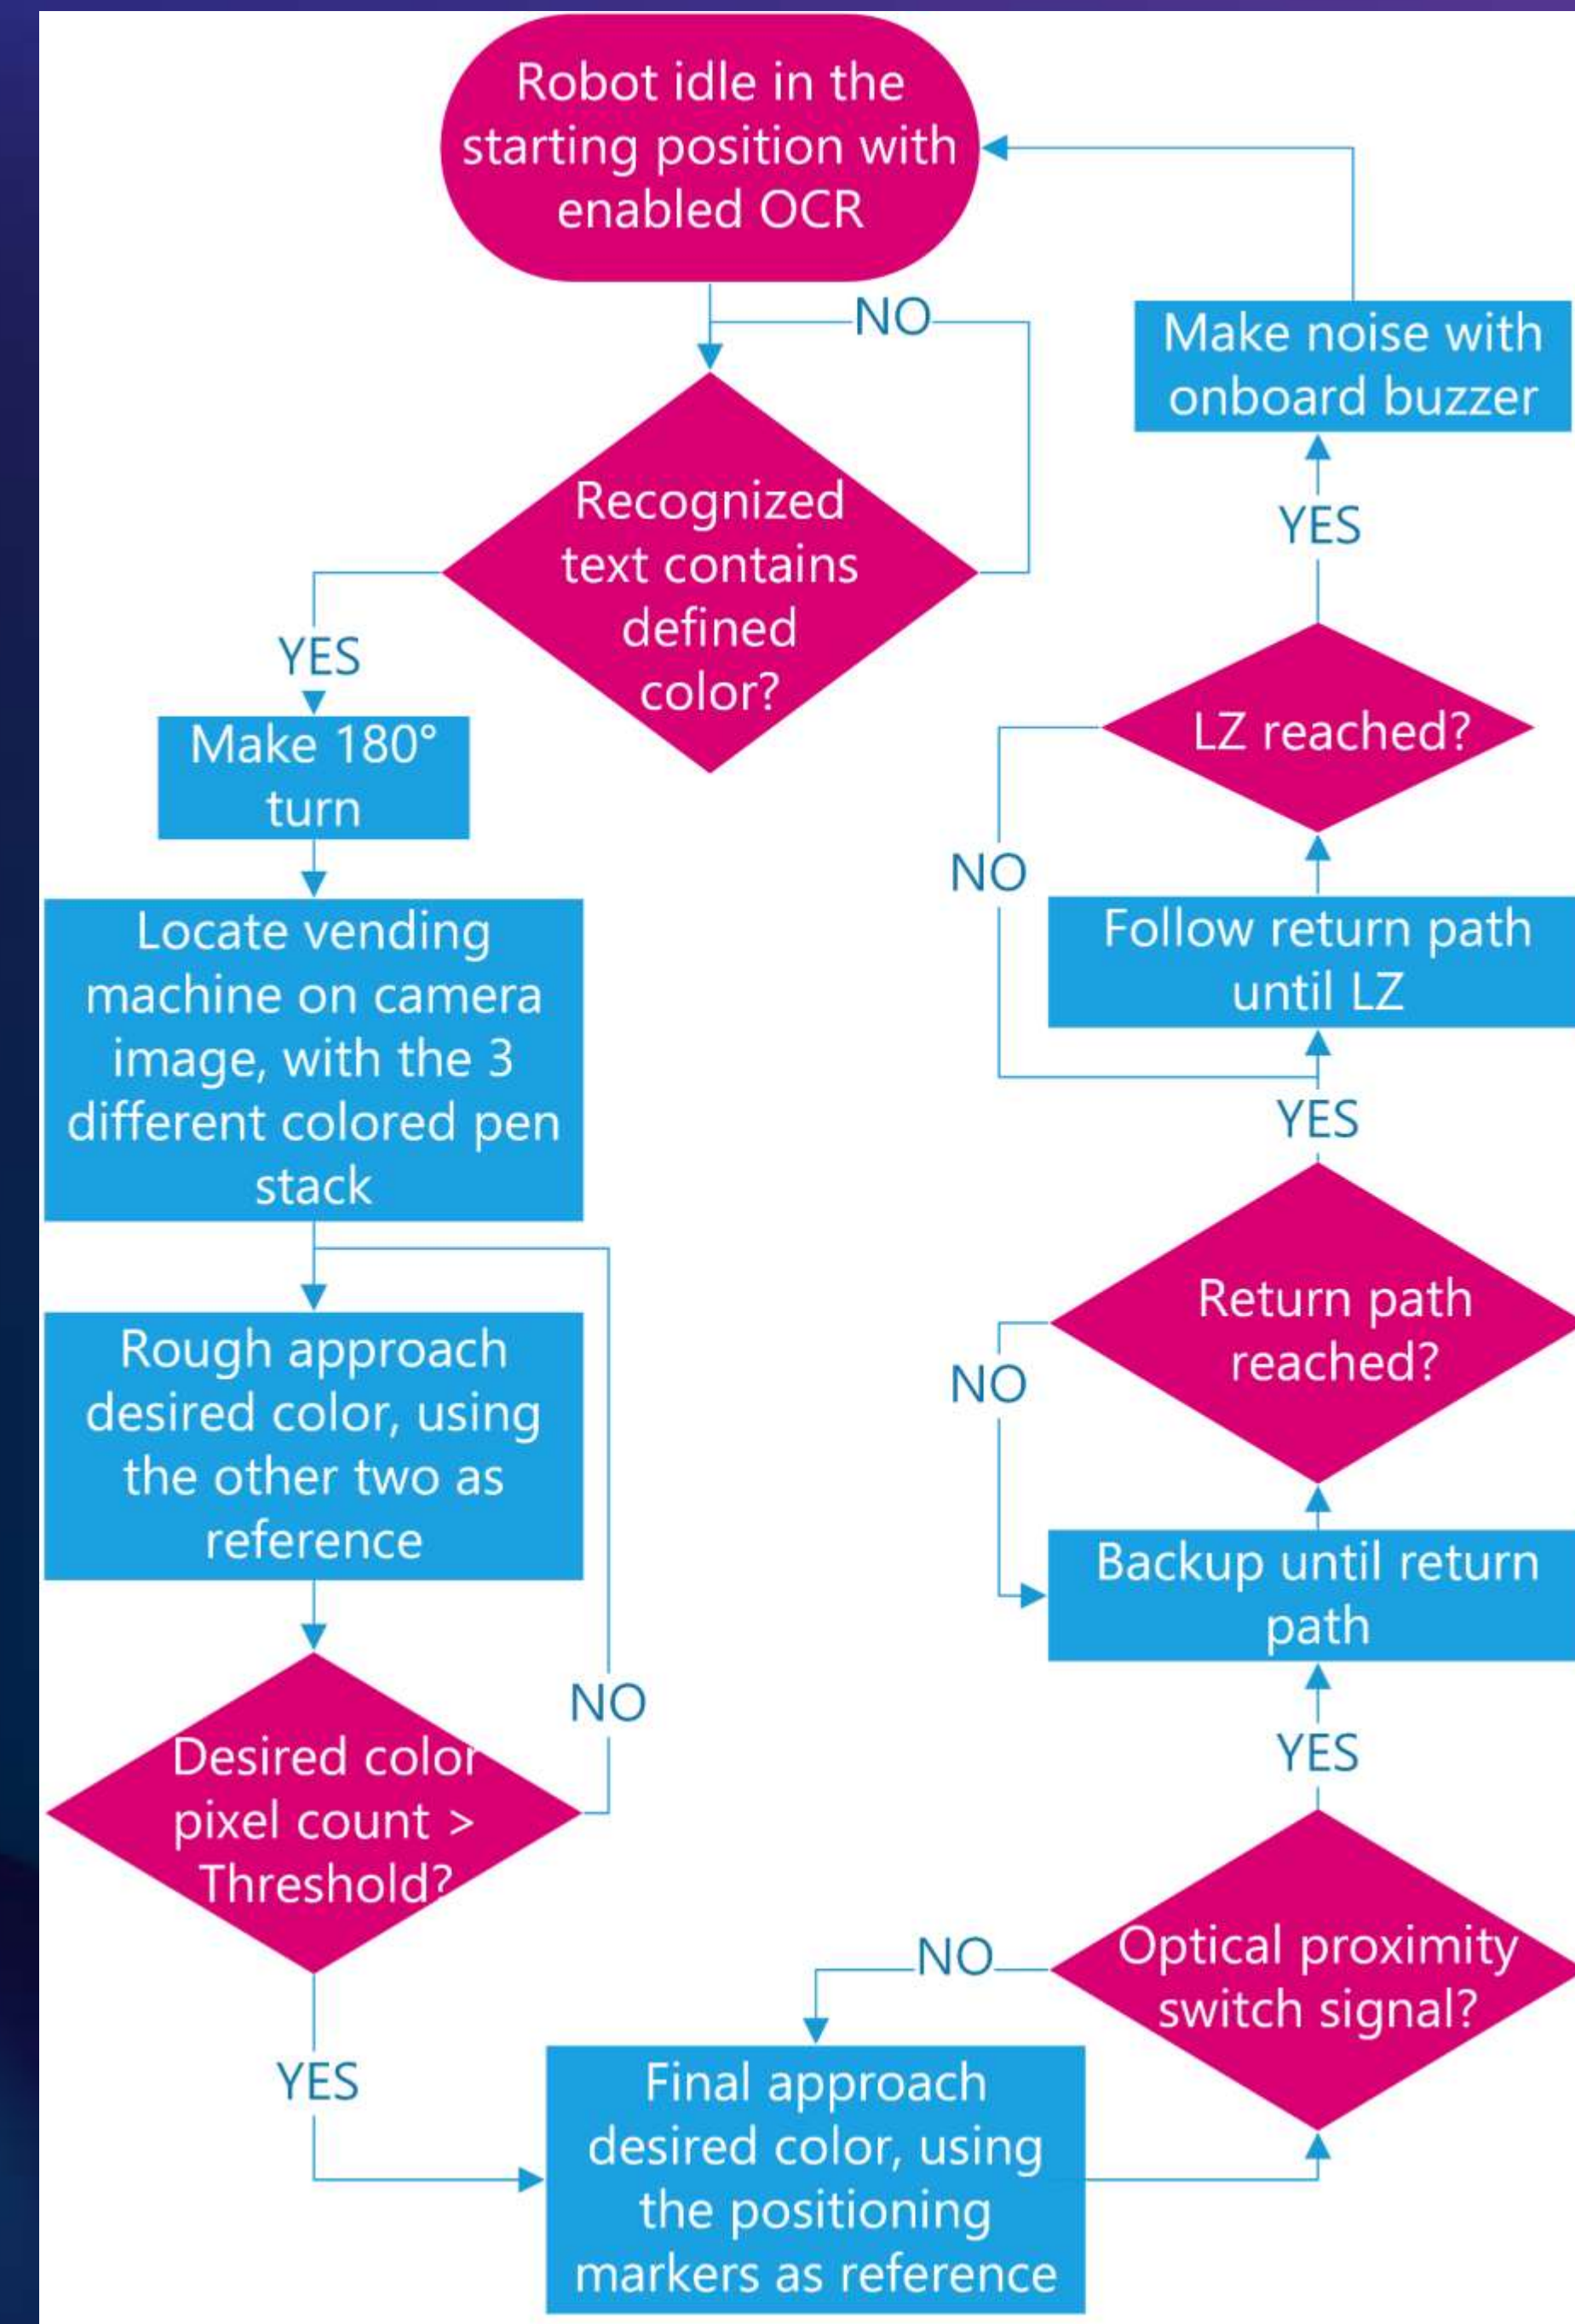 Robot idle in the
starting position with
enabled OCR
NO
Recognized
text contains
defined
color?
YES
Make 180°
turn
Locate vending
machine on camera
image, with the 3
different colored pen
stack
Rough approach
desired color, using
the other two as
reference
NO
Desired color
pixel count >
Threshold?
YES
Final approach
desired color, using
the positioning
markers as reference
NO
Optical proximity
switch signal?
YES
Backup until return
path
NO
Return path
reached?
YES
Follow return path
until LZ
NO
LZ reached?
YES
Make noise with
onboard buzzer